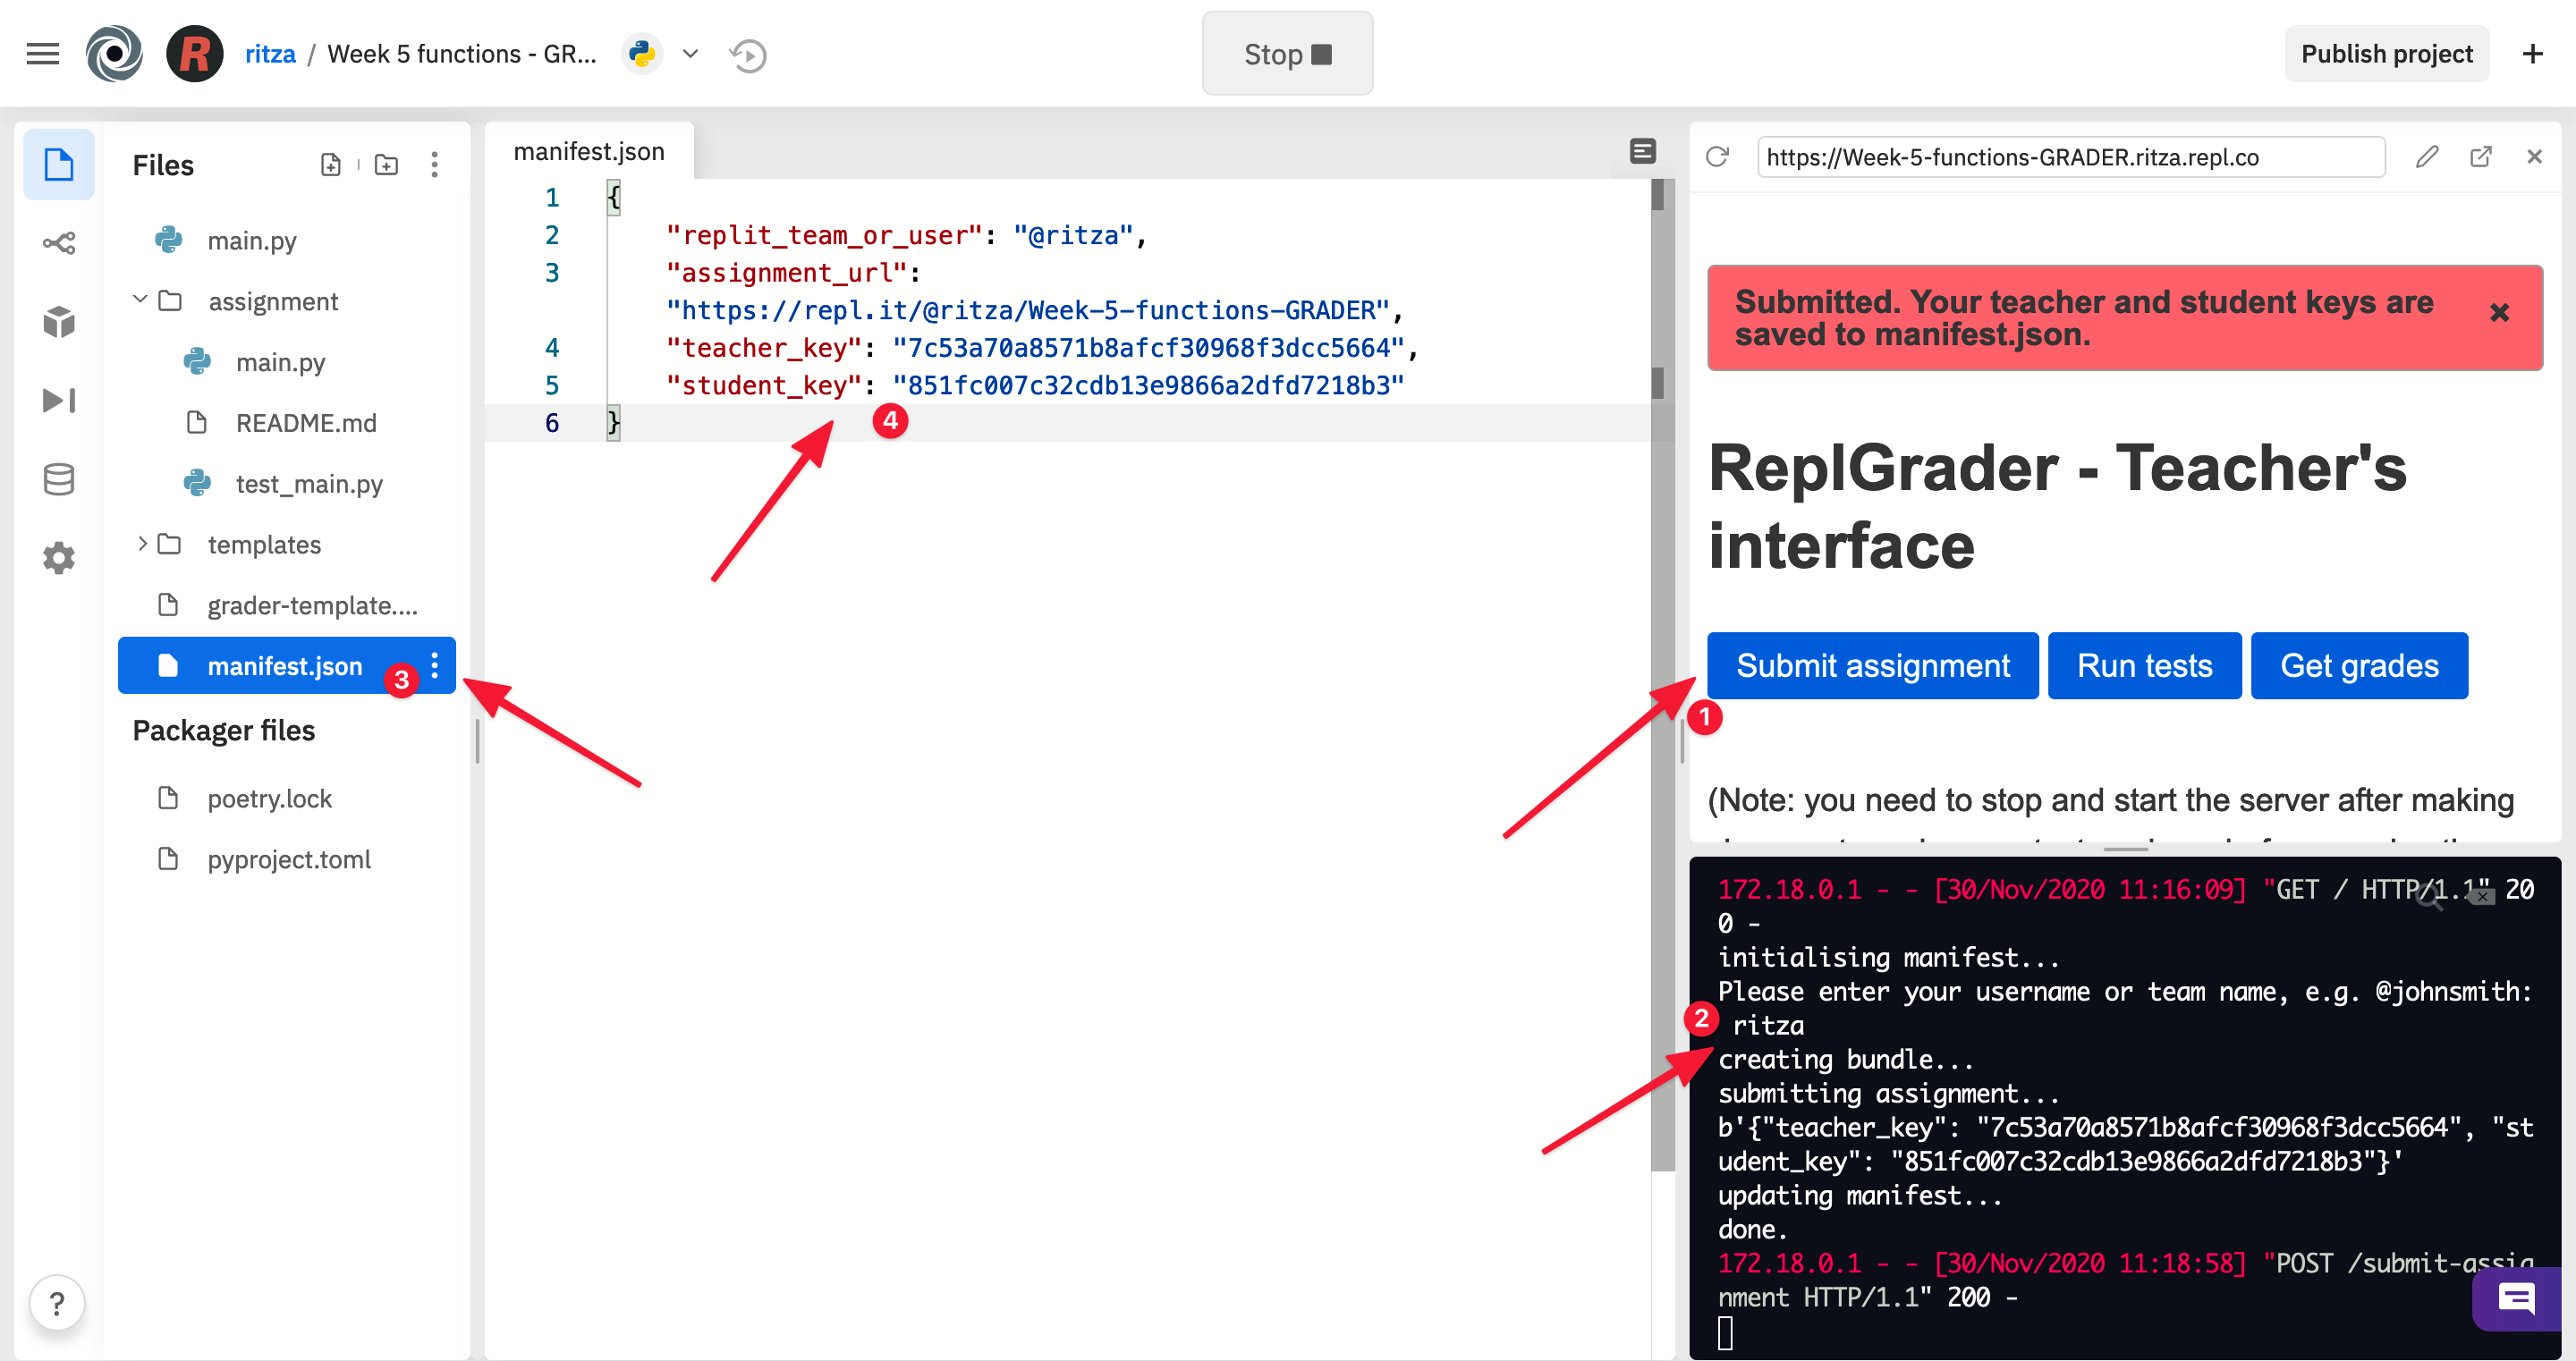 ritza / Week 5 functions - GR...
Stop
Publish project
Files
main.py
assignment
main.py
README.md
test_main.py
templates
grader-template....
manifest.json
3
Packager files
poetry.lock
pyproject.toml
?
manifest.json
1 {
2 "replit_team_or_user": "@ritza",
3 "assignment_url":
"https://repl.it/@ritza/Week-5-functions-GRADER",
4 "teacher_key": "7c53a70a8571b8afcf30968f3dcc5664",
5 "student_key": "851fc007c32cdb13e9866a2dfd7218b3"
6 }
4
https://Week-5-functions-GRADER.ritza.repl.co
Submitted. Your teacher and student keys are
saved to manifest.json.
ReplGrader - Teacher's
interface
Submit assignment
Run tests
Get grades
1
(Note: you need to stop and start the server after making
172.18.0.1 - - [30/Nov/2020 11:16:09] "GET / HTTP/1.1" 20
0 -
initialising manifest...
Please enter your username or team name, e.g. @johnsmith:
2
ritza
creating bundle...
submitting assignment...
b'{"teacher_key": "7c53a70a8571b8afcf30968f3dcc5664", "st
udent_key": "851fc007c32cdb13e9866a2dfd7218b3"}'
updating manifest...
done.
172.18.0.1 - - [30/Nov/2020 11:18:58] "POST /submit-assig
nment HTTP/1.1" 200 -